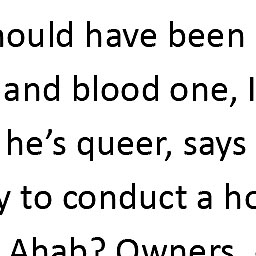 hould have been
and blood one, I
he’s queer, says
y to conduct a ho
Ahab? Owners,